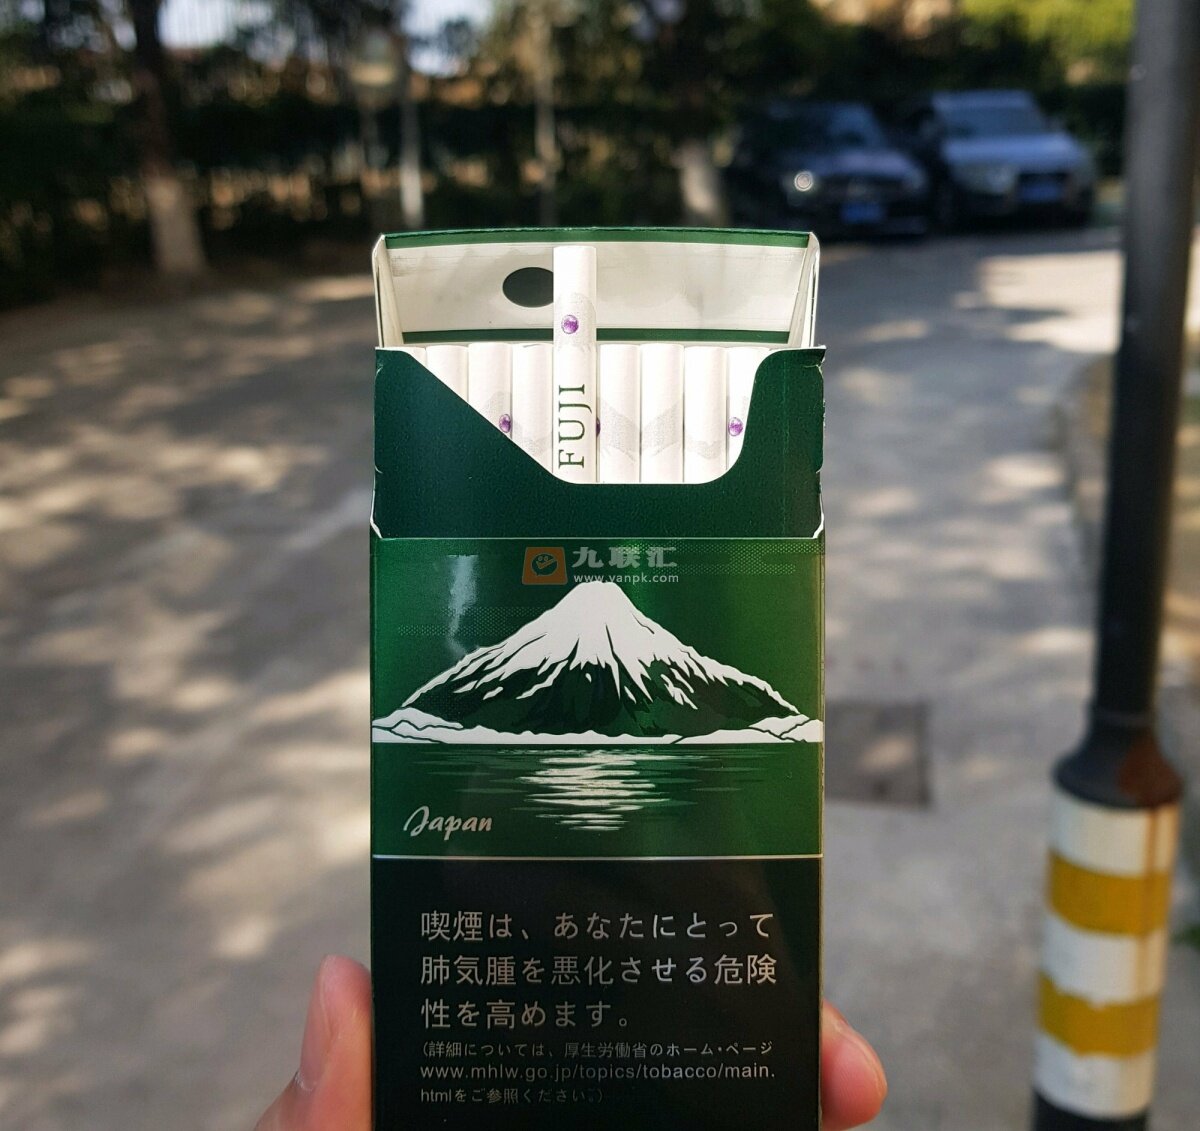 FUJI
九联汇
www.yanpk.com
Japan
喫煙は、あなたにとって
肺気腫を悪化させる危険
性を高めます。
(詳細については、厚生労働省のホーム・ページ
www.mhlw.go.jp/topics/tobacco/main.
htmlをご参照ください。)